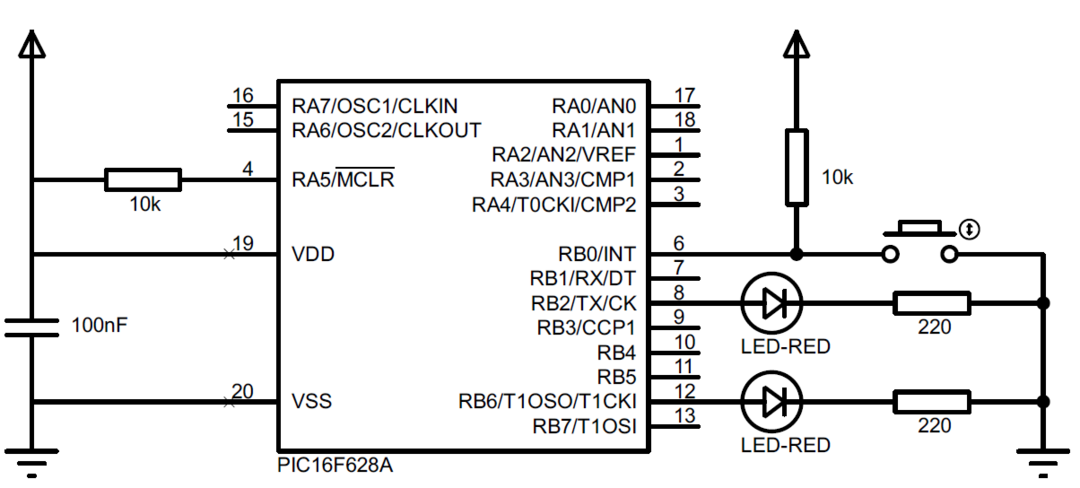 16 RA7/OSC1/CLKIN RA0/AN0 17
15 RA6/OSC2/CLKOUT RA1/AN1 18
RA2/AN2/VREF 1
4 RA5/MCLR RA3/AN3/CMP1 2
10k
RA4/T0CKI/CMP2 3
10k
19 VDD RB0/INT 6
RB1/RX/DT 7
RB2/TX/CK 8
100nF
RB3/CCP1 9
220
LED-RED
RB4 10
RB5 11
20 VSS RB6/T1OSO/T1CKI 12
RB7/T1OSI 13
220
LED-RED
PIC16F628A